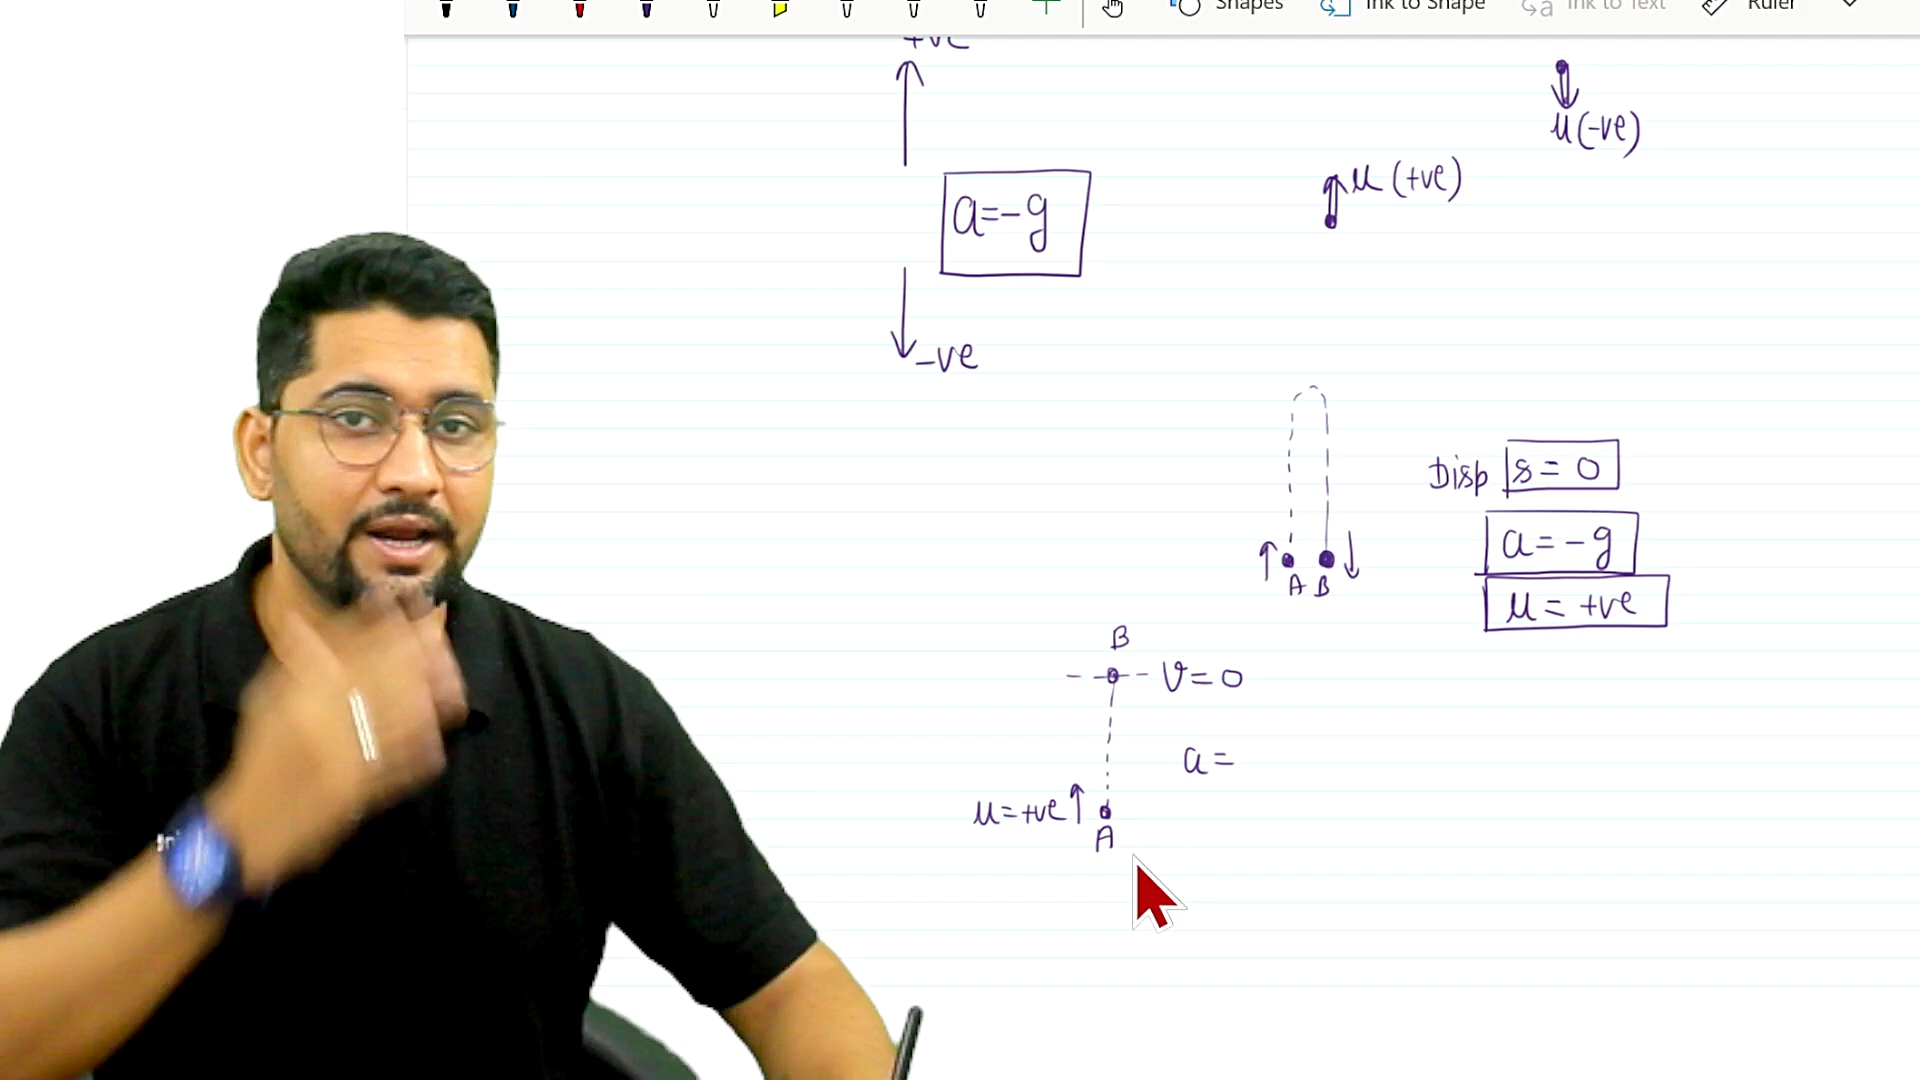 Shapes Ink to Shape Ink to Text Ruler
+ve
u (-ve)
u (+ve)
a=-g
-ve
Disp s = 0
a = - g
A B
u = +ve
B
v = 0
a =
u = +ve
A